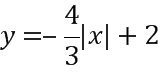 y = – 4/3 |x| + 2